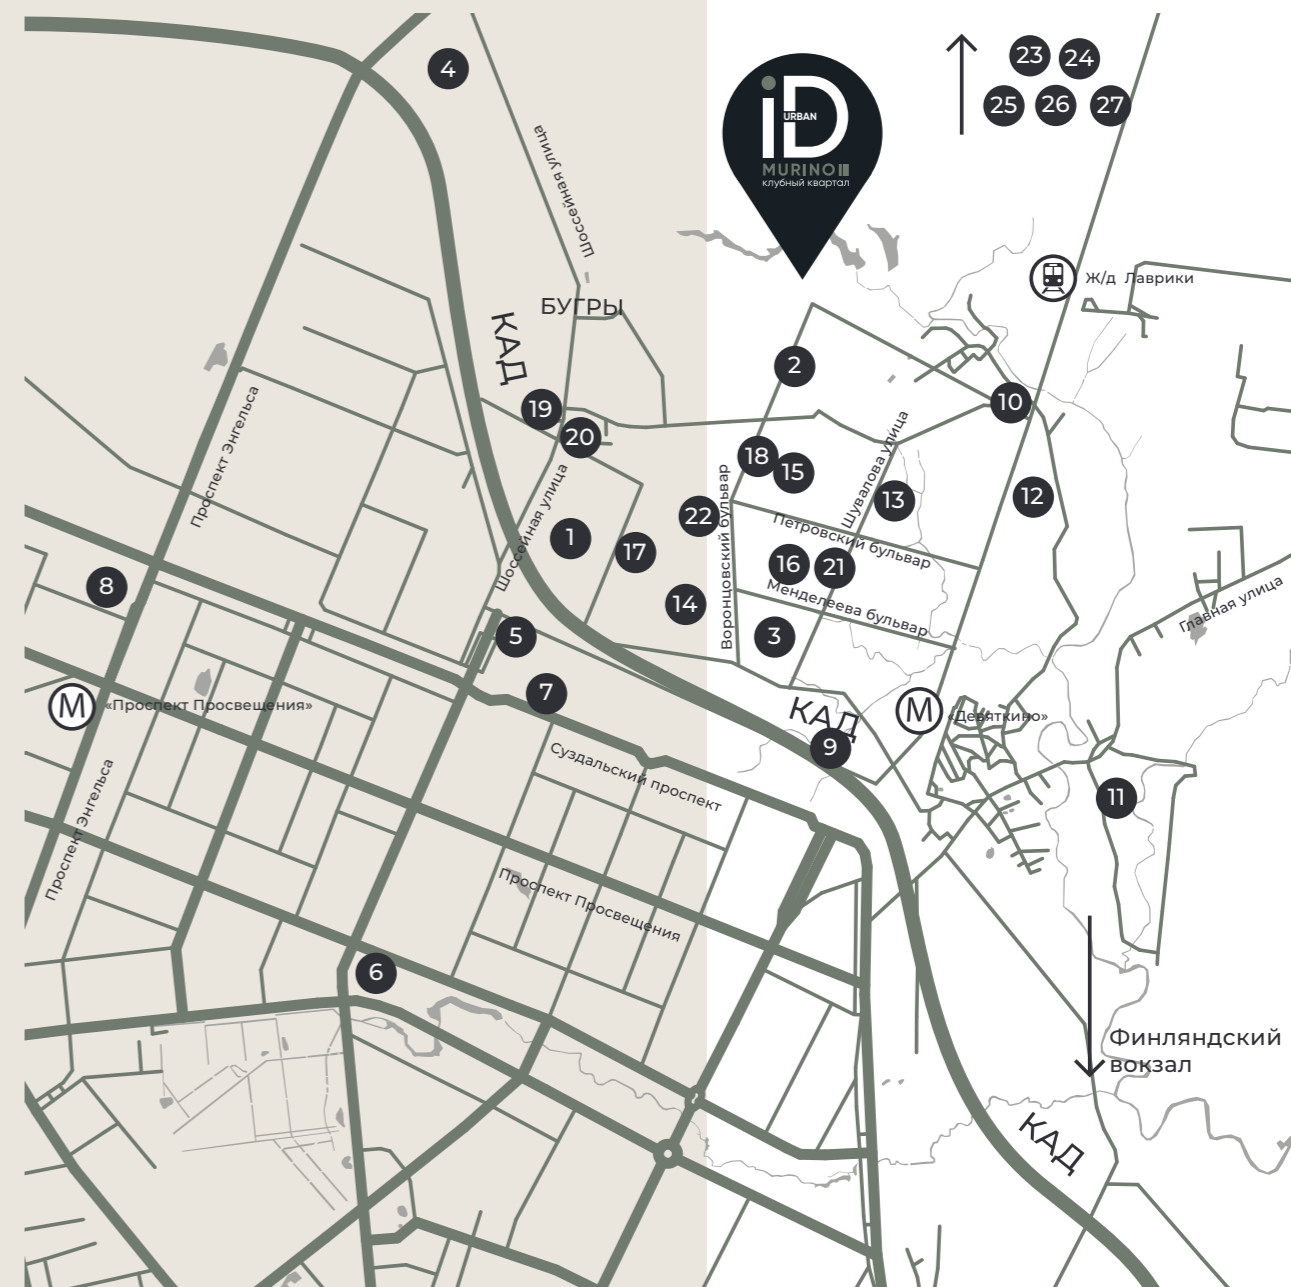 4
23
24
25
26
27
iD
URBAN
MURINO III
клубный квартал
Шоссейная улица
Ж/д Лаврики
БУГРЫ
КАД
2
19
10
20
Проспект Энгельса
18
15
Шувалова улица
13
12
Шоссейная улица
1
22
17
Воронцовский бульвар
Петровский бульвар
16
21
8
14
Менделеева бульвар
Главная улица
5
3
7
М
«Проспект Просвещения»
КАД
М
«Девяткино»
9
Суздальский проспект
11
Проспект Энгельса
Проспект Просвещения
6
Финляндский
вокзал
КАД